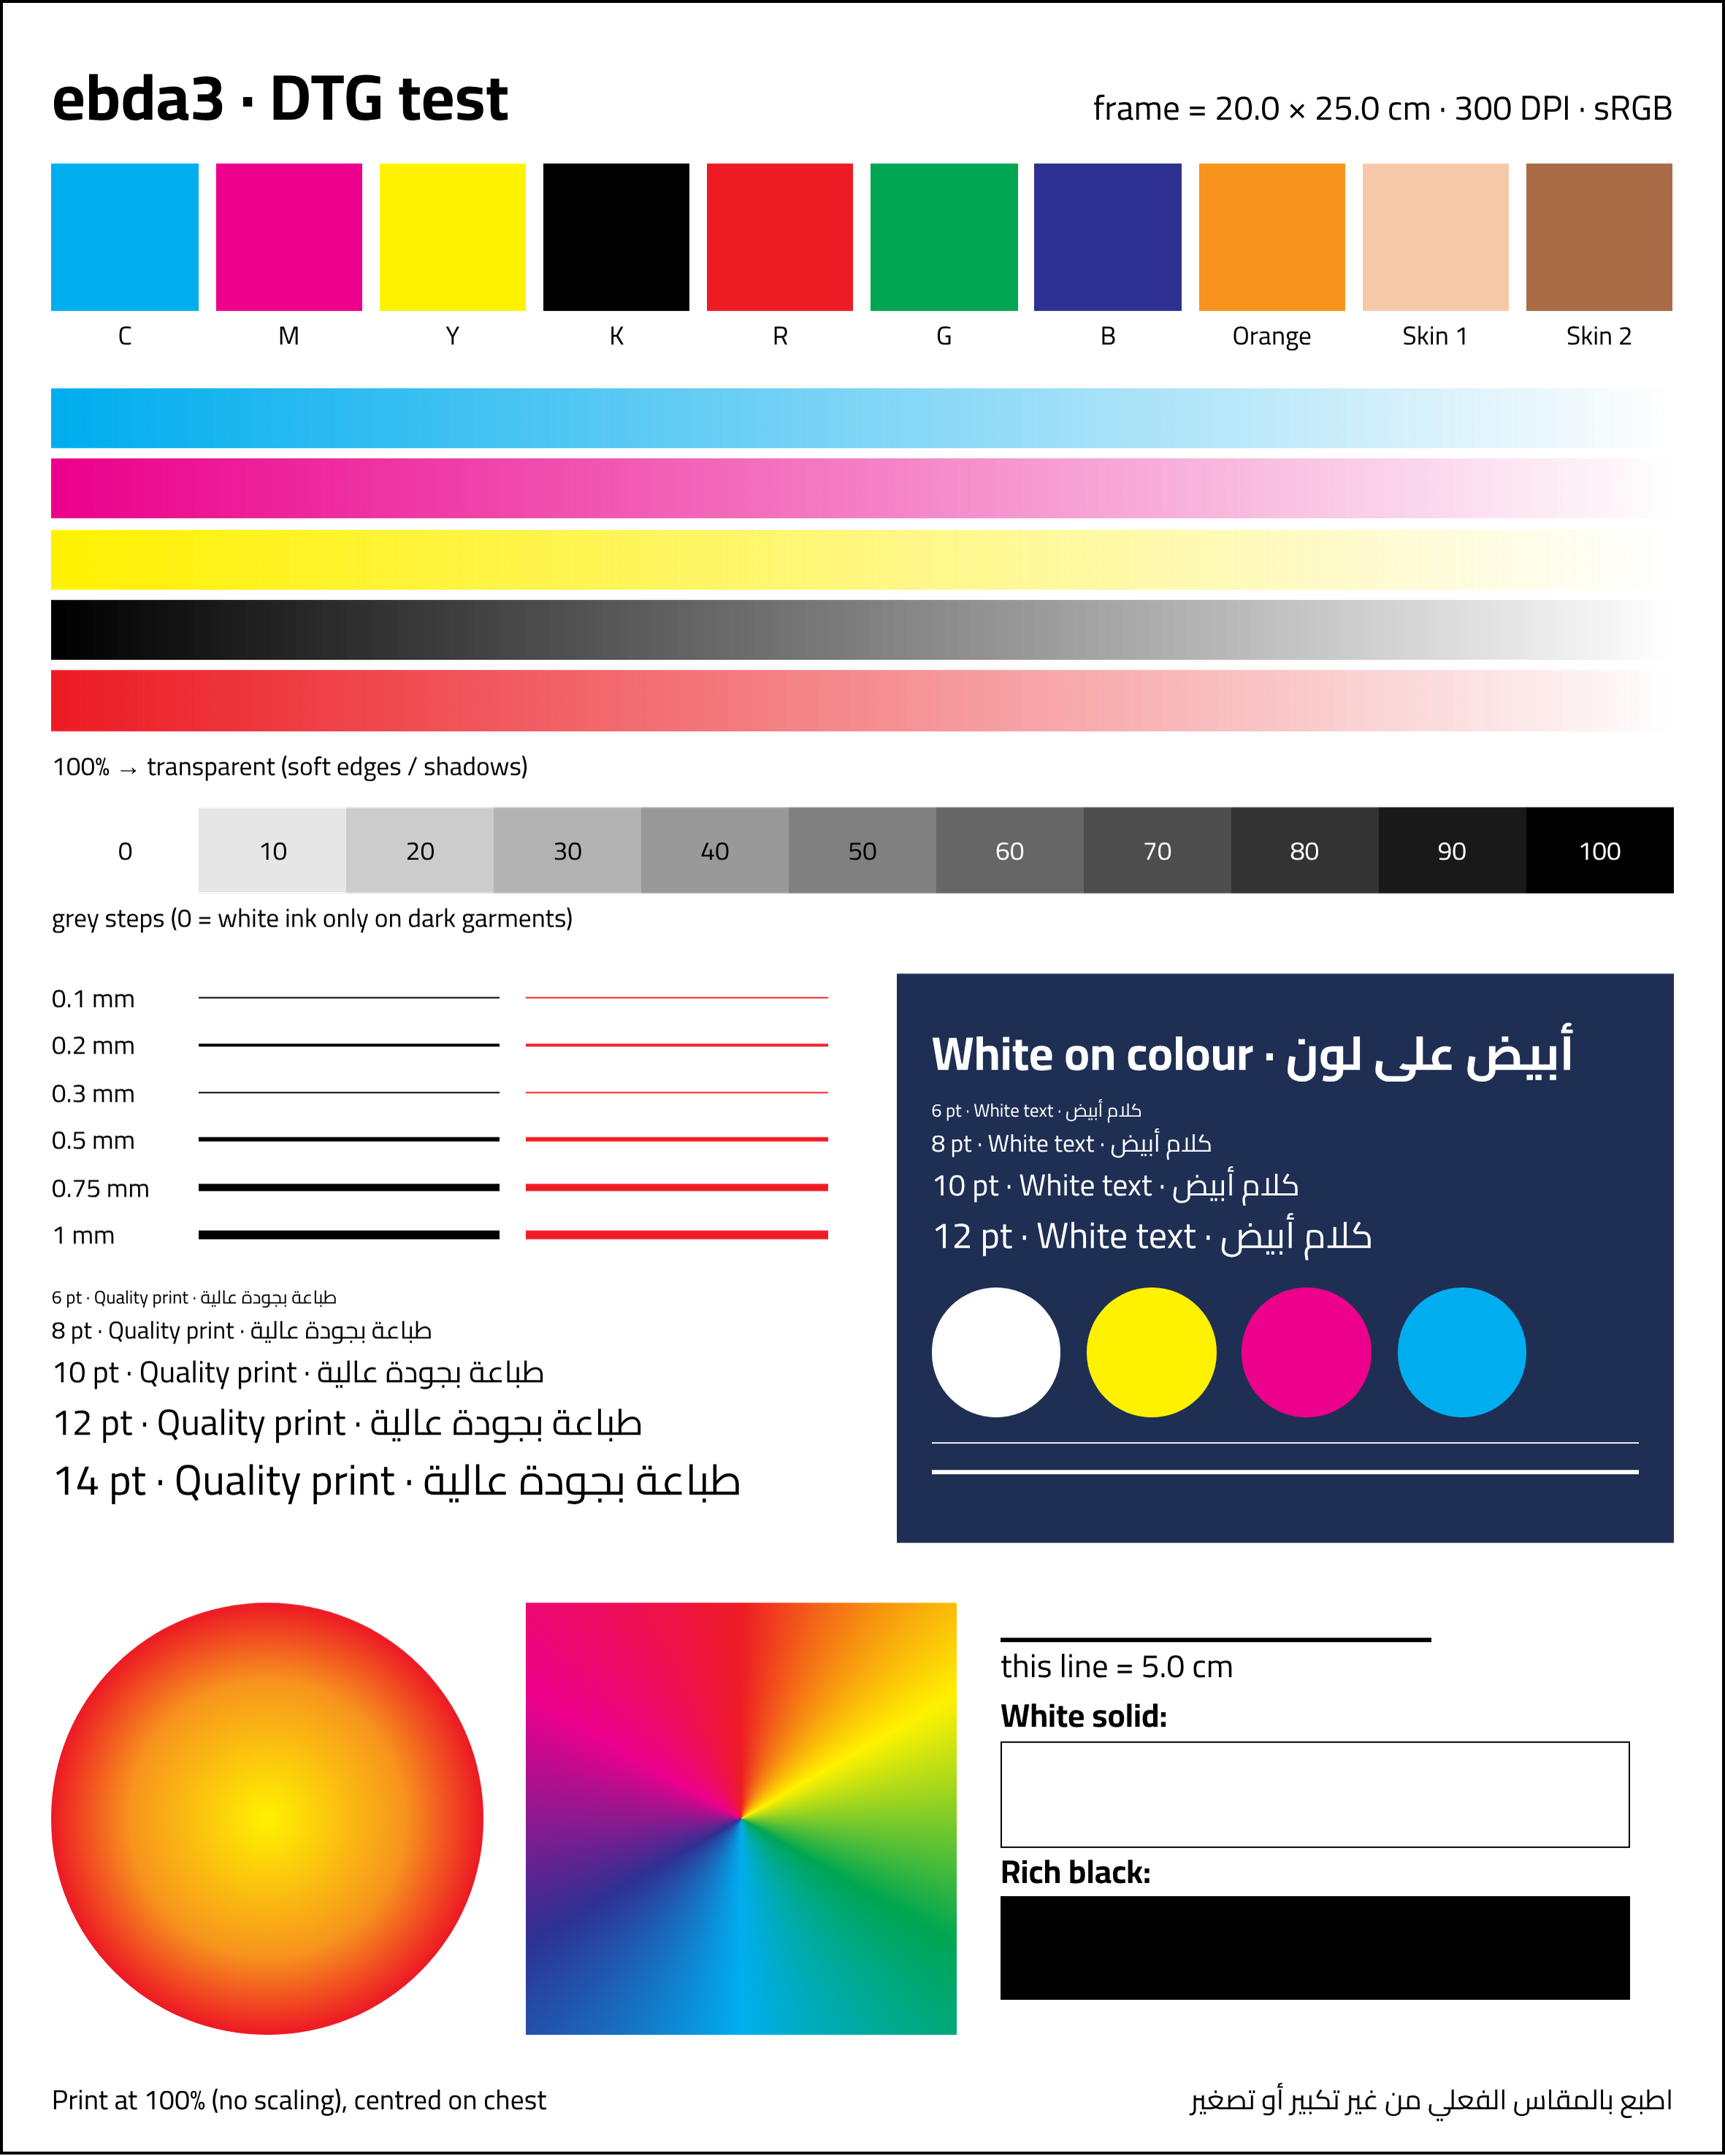 ebda3 · DTG test
frame = 20.0 × 25.0 cm · 300 DPI · sRGB
C M Y K R G B Orange Skin 1 Skin 2
100% → transparent (soft edges / shadows)
0 10 20 30 40 50 60 70 80 90 100
grey steps (0 = white ink only on dark garments)
0.1 mm
0.2 mm
0.3 mm
0.5 mm
0.75 mm
1 mm
6 pt · Quality print · طباعة بجودة عالية
8 pt · Quality print · طباعة بجودة عالية
10 pt · Quality print · طباعة بجودة عالية
12 pt · Quality print · طباعة بجودة عالية
14 pt · Quality print · طباعة بجودة عالية
White on colour · أبيض على لون
6 pt · White text · كلام أبيض
8 pt · White text · كلام أبيض
10 pt · White text · كلام أبيض
12 pt · White text · كلام أبيض
this line = 5.0 cm
White solid:
Rich black:
Print at 100% (no scaling), centred on chest
اطبع بالمقاس الفعلي من غير تكبير أو تصغير